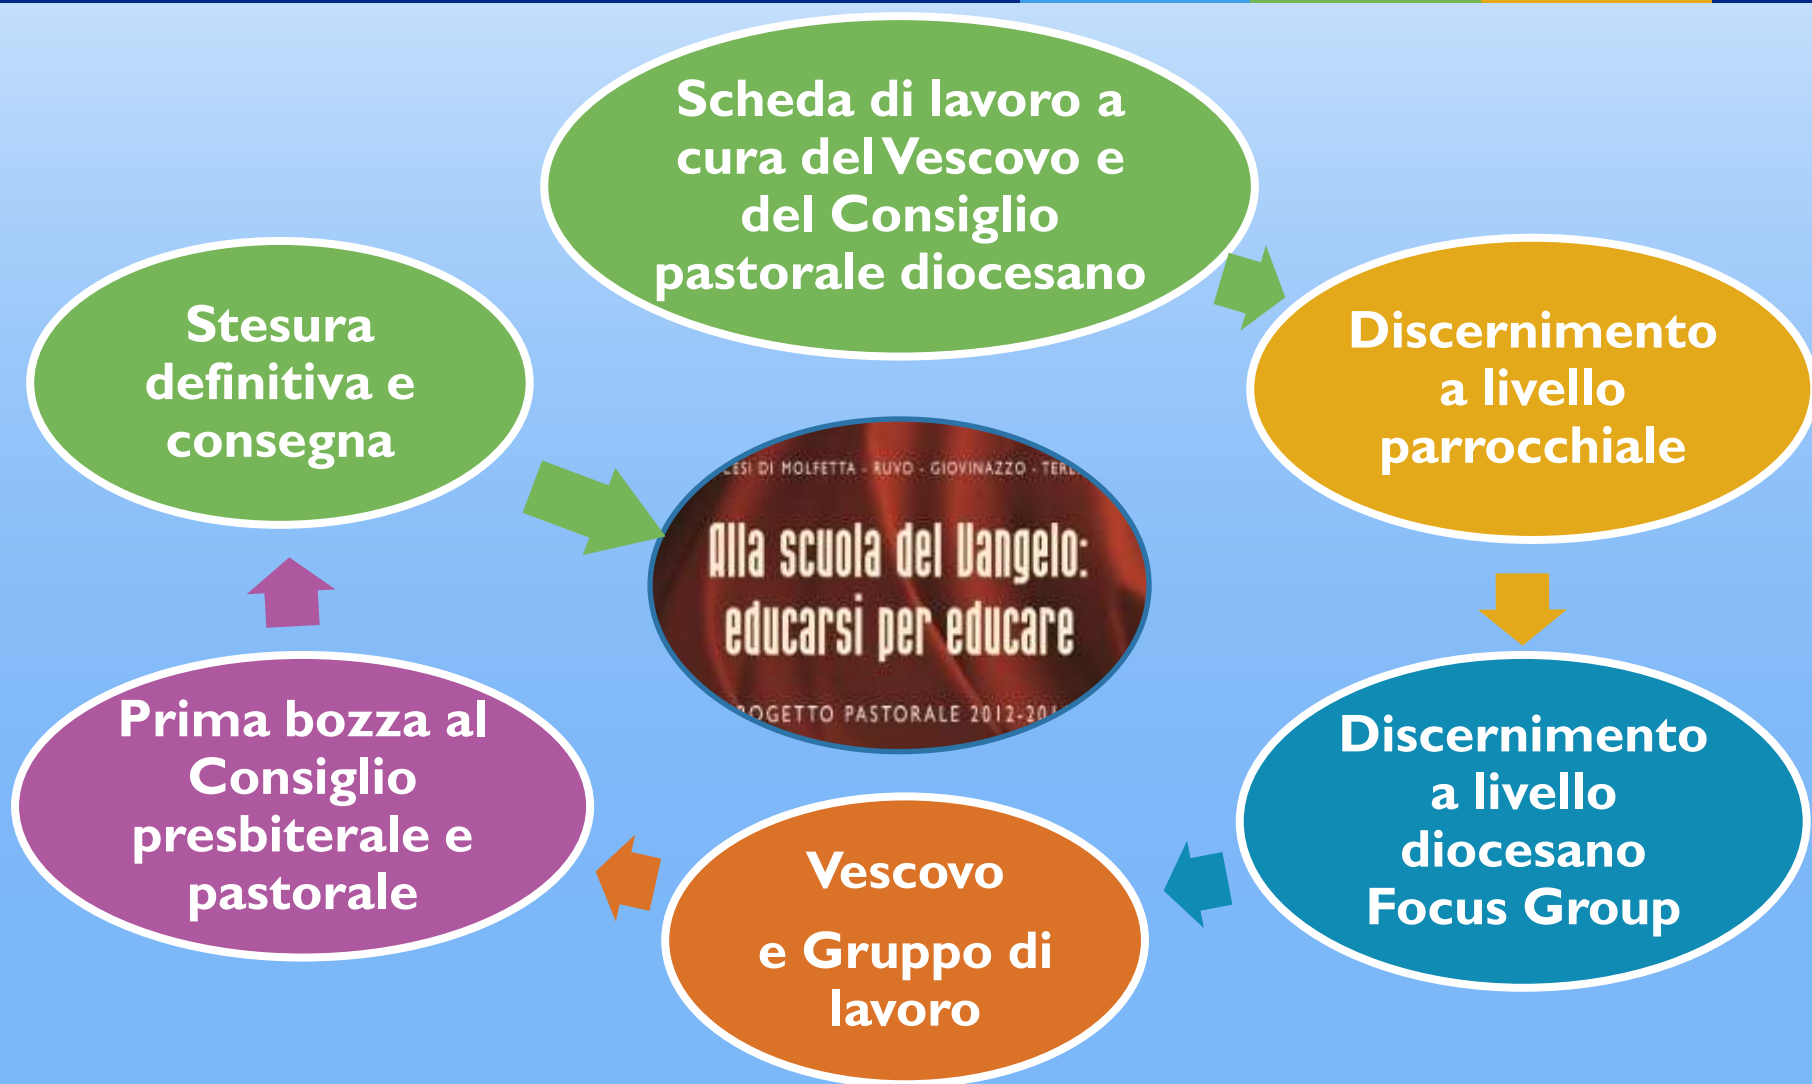 Scheda di lavoro a
cura del Vescovo e
del Consiglio
pastorale diocesano
Discernimento
a livello
parrocchiale
Discernimento
a livello
diocesano
Focus Group
Vescovo
e Gruppo di
lavoro
Prima bozza al
Consiglio
presbiterale e
pastorale
Stesura
definitiva e
consegna
DI MOLFETTA - RUVO - GIOVINAZZO -
Alla scuola del Vangelo:
educarsi per educare
PASTORALE 2012-